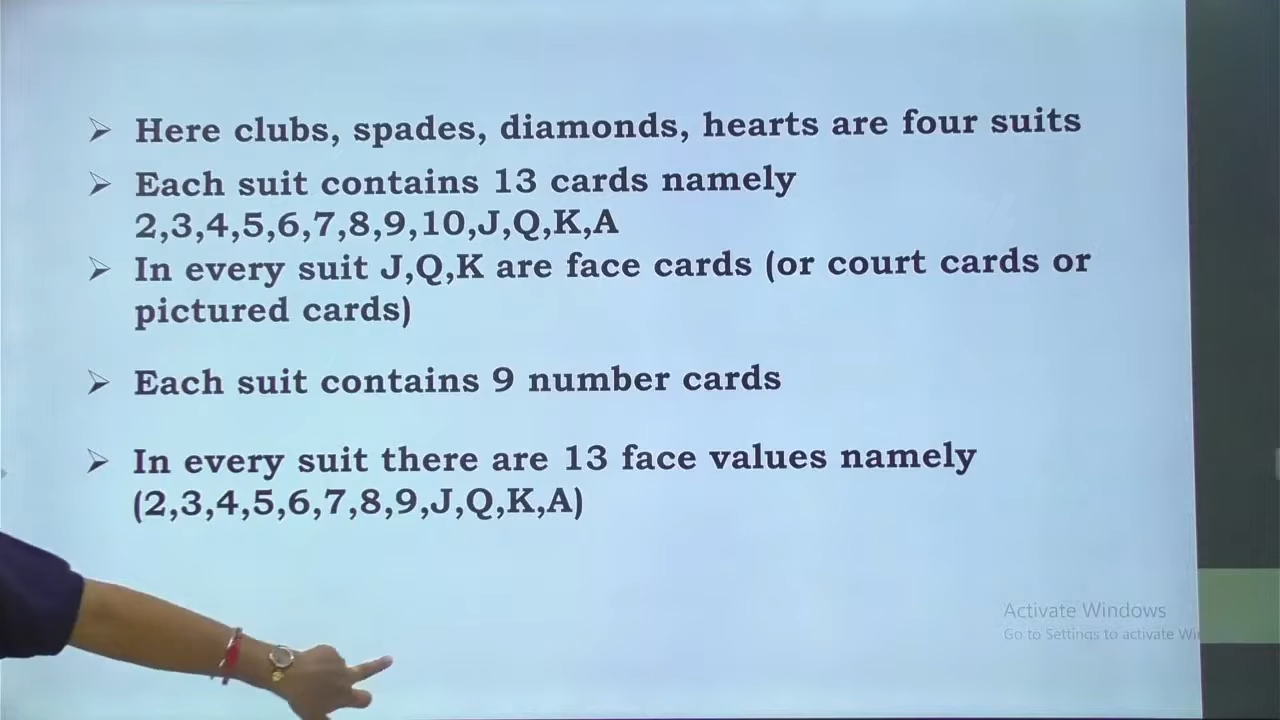 ➢ Here clubs, spades, diamonds, hearts are four suits
➢ Each suit contains 13 cards namely
2,3,4,5,6,7,8,9,10,J,Q,K,A
➢ In every suit J,Q,K are face cards (or court cards or
pictured cards)
➢ Each suit contains 9 number cards
➢ In every suit there are 13 face values namely
(2,3,4,5,6,7,8,9,J,Q,K,A)
Activate Windows
Go to Settings to activate Wi